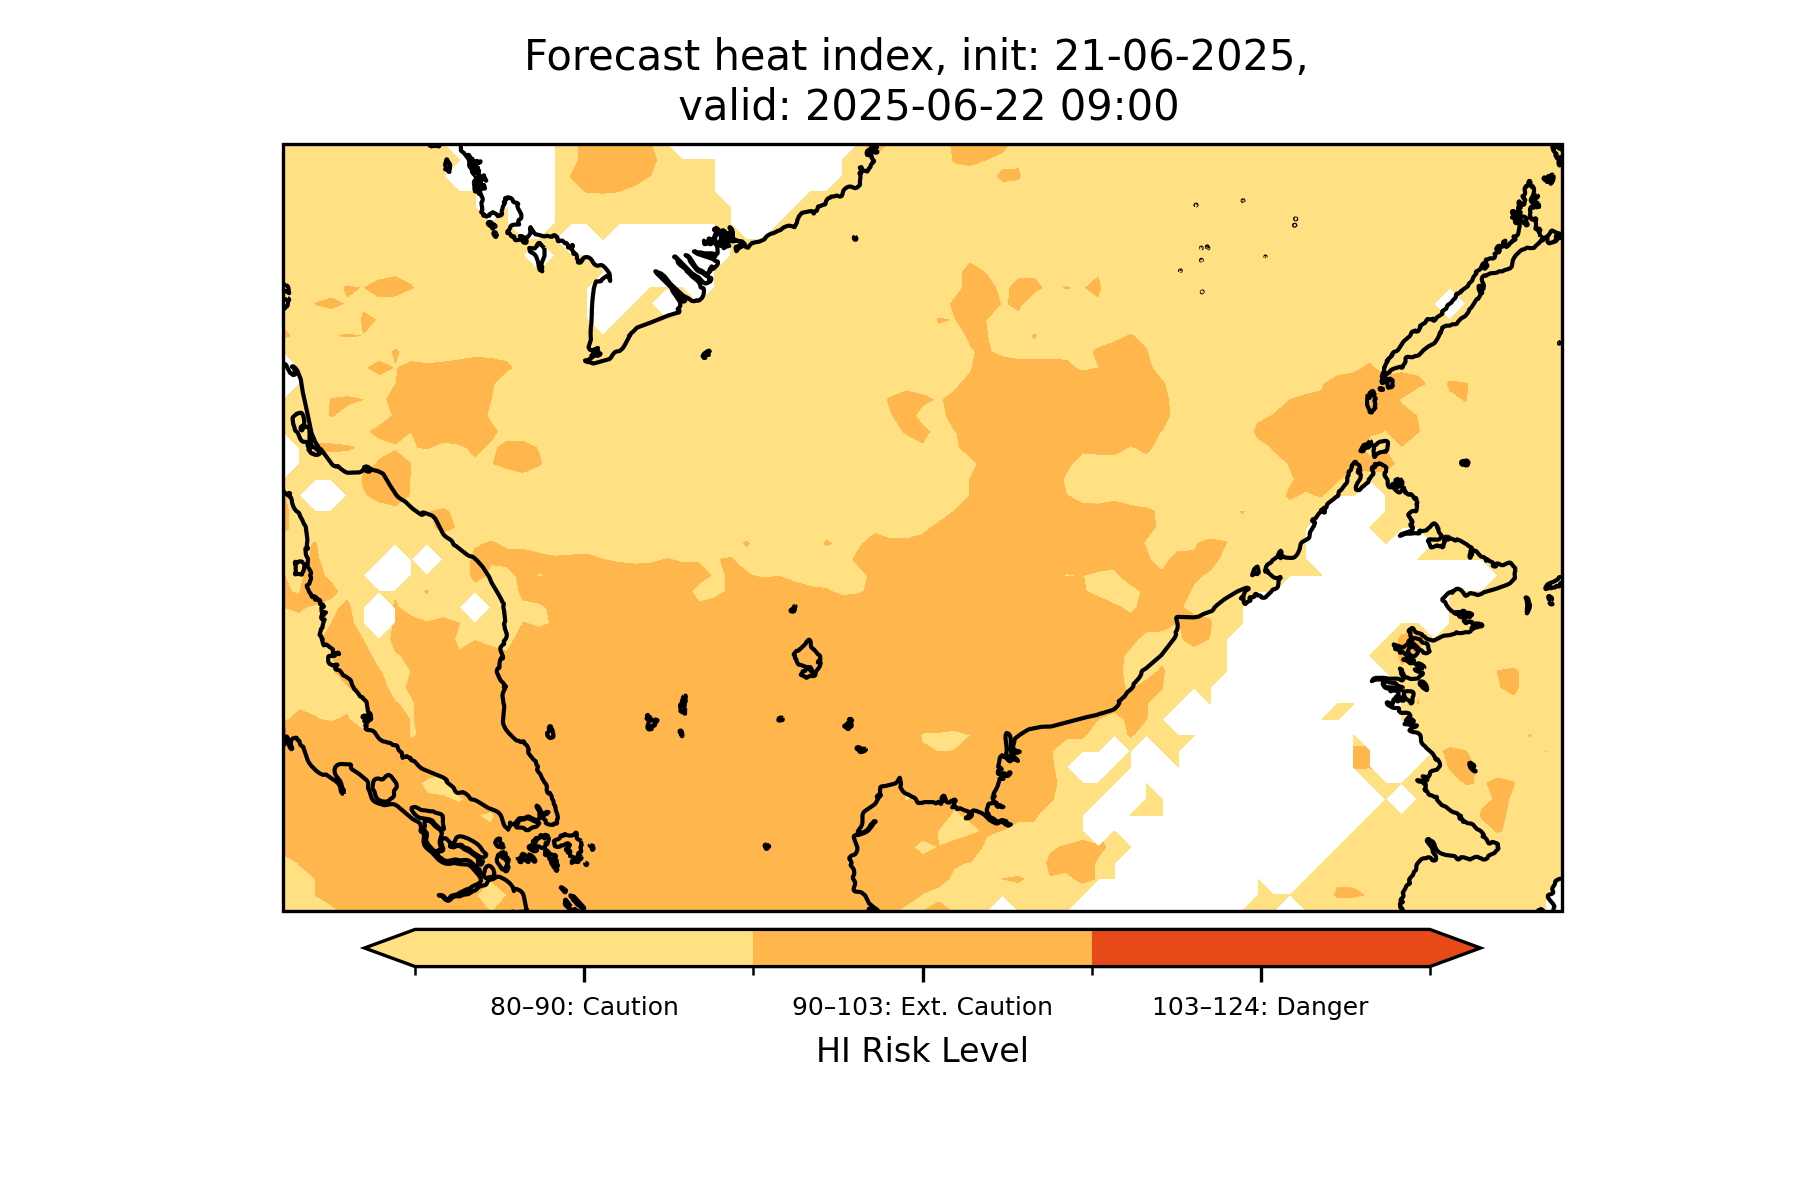 Forecast heat index, init: 21-06-2025,
valid: 2025-06-22 09:00
80–90: Caution
90–103: Ext. Caution
103–124: Danger
HI Risk Level